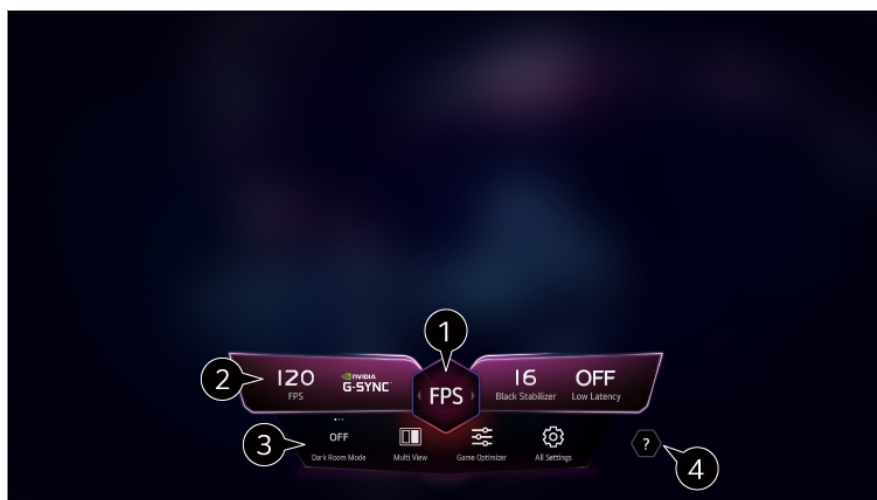 1
2
120
FPS
NVIDIA
G-SYNC
FPS
16
Black Stabilizer
OFF
Low Latency
3
OFF
Dark Room Mode
Multi View
Game Optimizer
All Settings
?
4